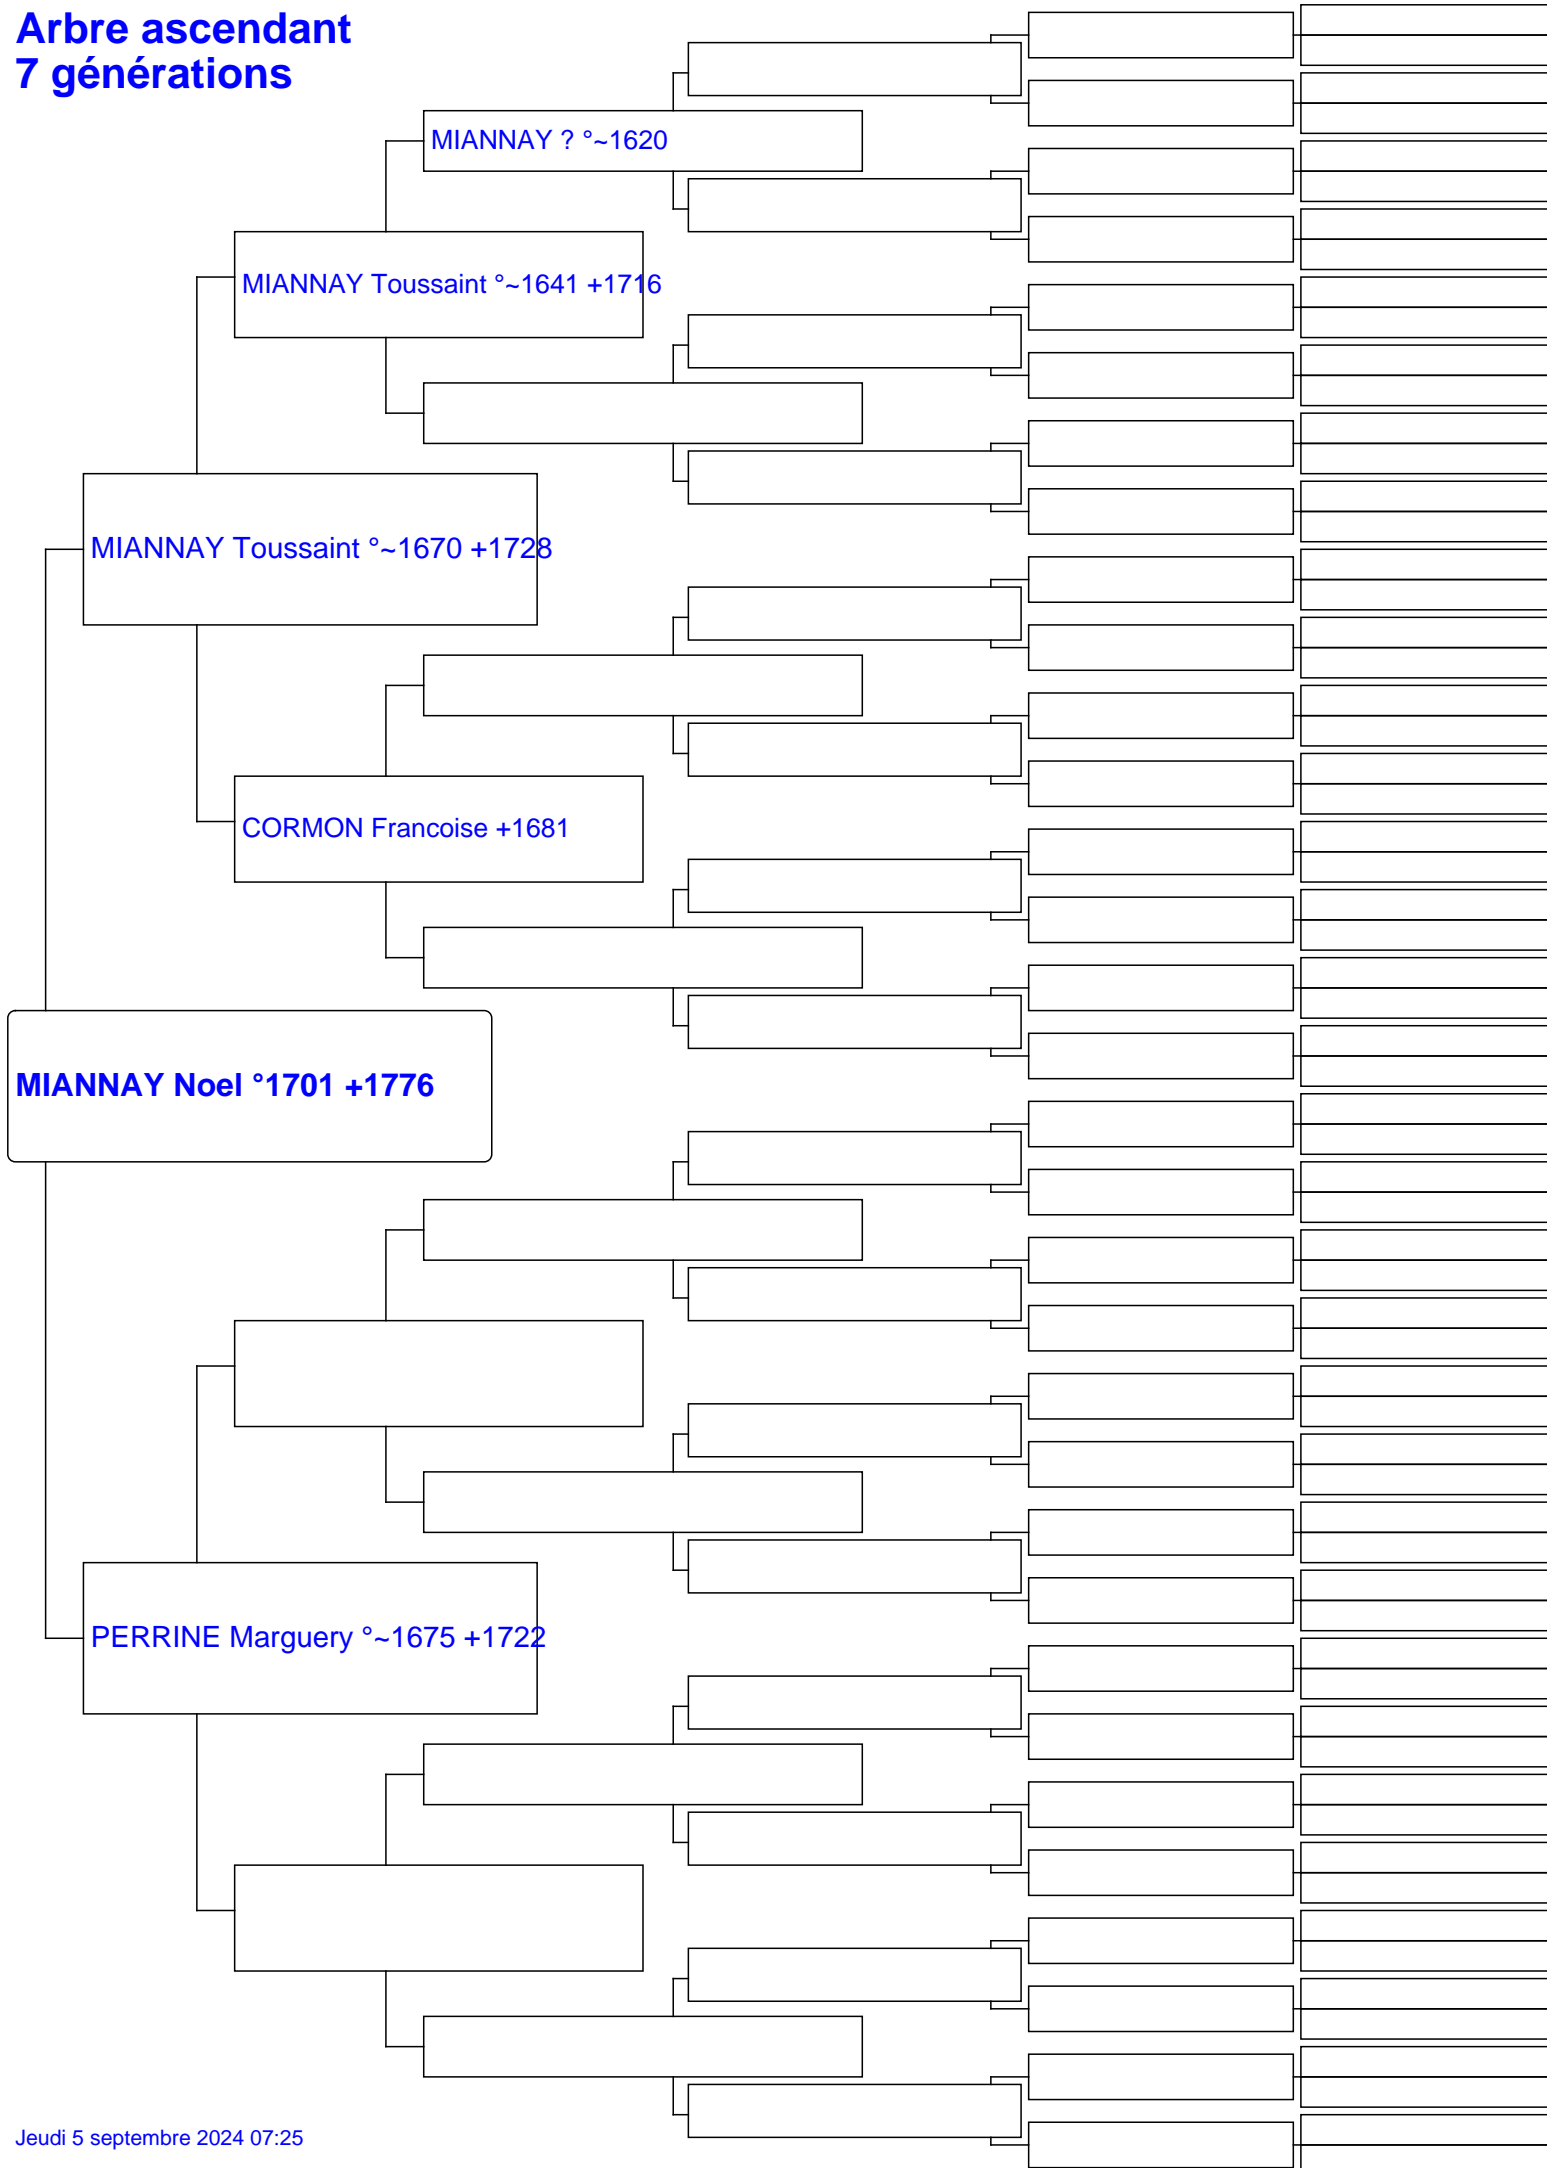 Arbre ascendant
7 générations
MIANNAY ? °~1620
MIANNAY Toussaint °~1641 +1716
MIANNAY Toussaint °~1670 +1728
CORMON Francoise +1681
MIANNAY Noel °1701 +1776
PERRINE Marguery °~1675 +1722
Jeudi 5 septembre 2024 07:25